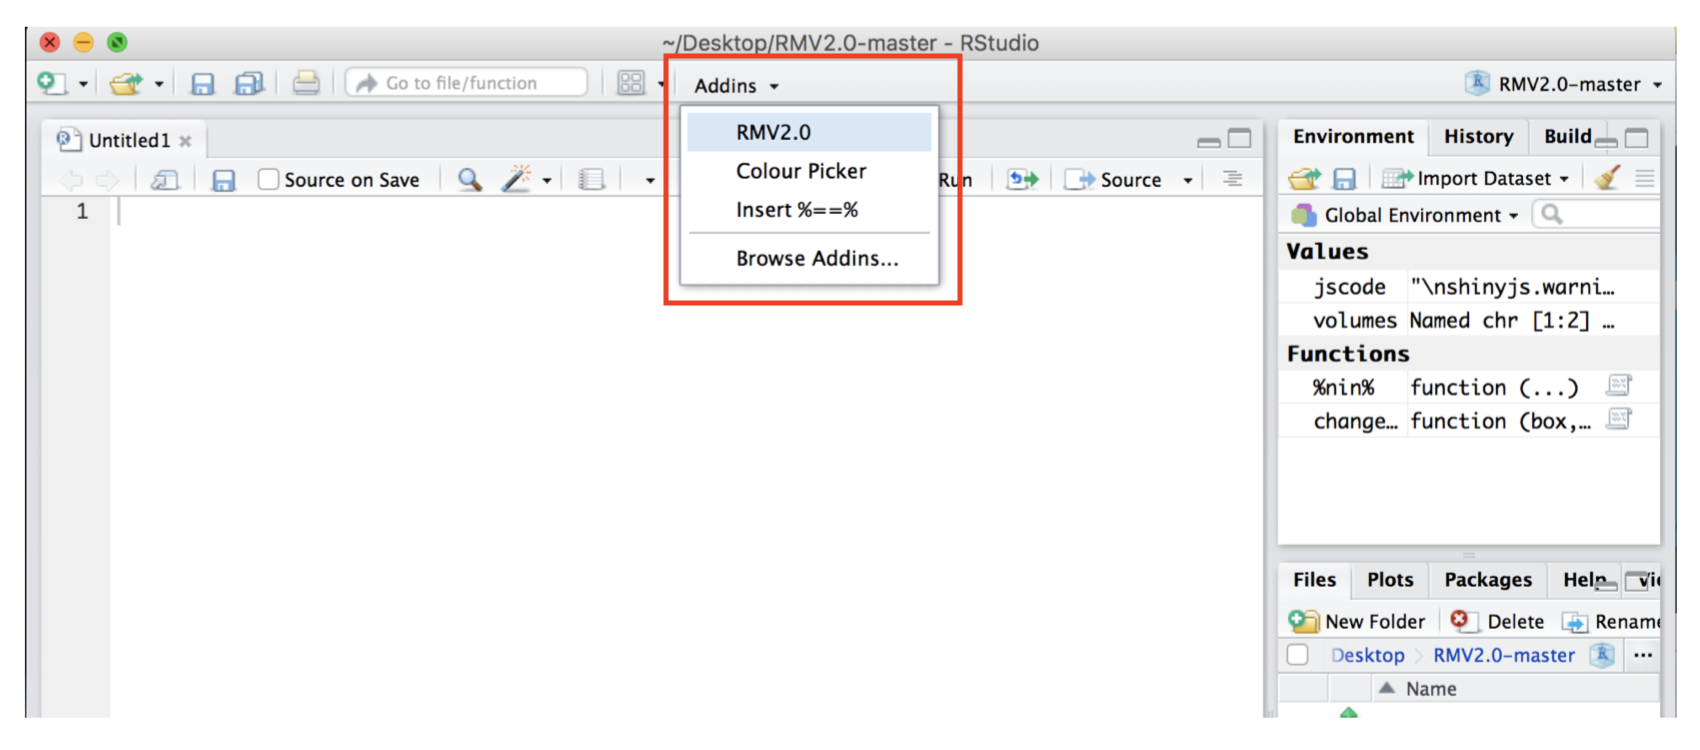 ~/Desktop/RMV2.0-master - RStudio
Go to file/function
Addins
RMV2.0-master
RMV2.0
Colour Picker
Insert %==%
Browse Addins...
Untitled1
Source on Save
Run
Source
1
Environment History Build
Import Dataset
Global Environment
Values
jscode "\nshinyjs.warni…
volumes Named chr [1:2] …
Functions
%nin% function (...)
change… function (box,…
Files Plots Packages Help
New Folder Delete Rename
Desktop RMV2.0-master ...
Name